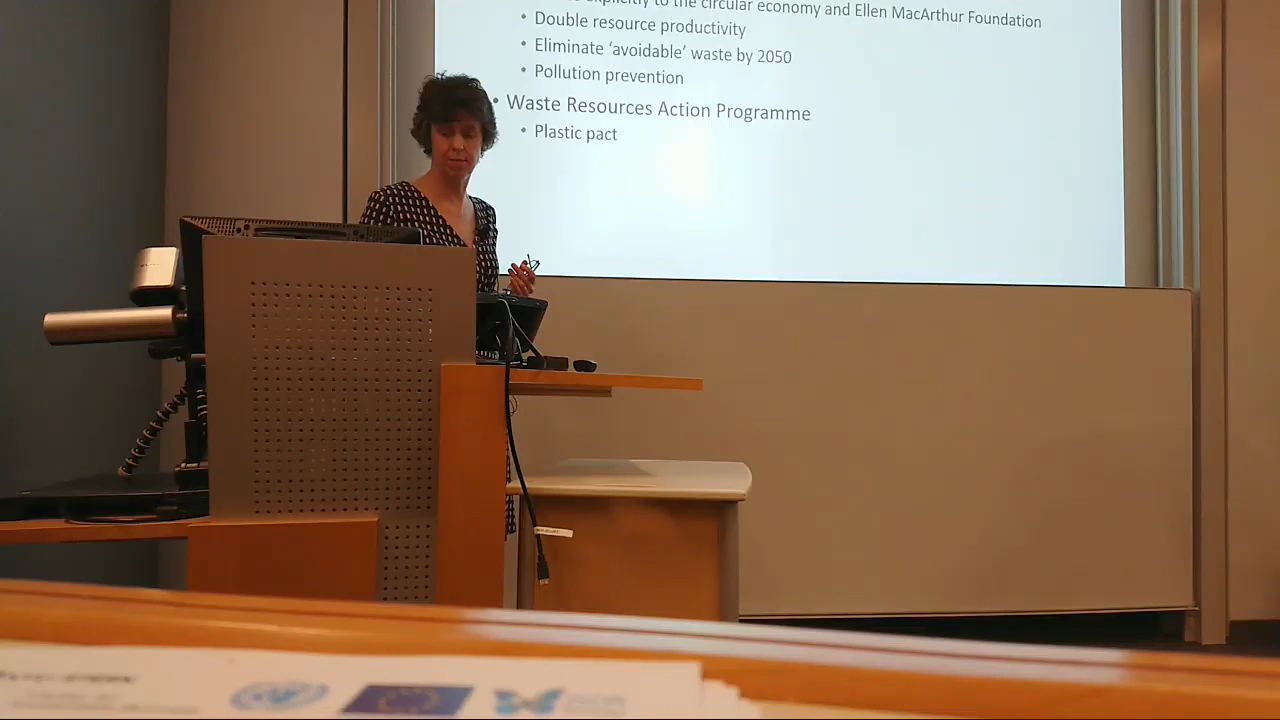 explicitly to the circular economy and Ellen MacArthur Foundation
• Double resource productivity
• Eliminate ‘avoidable’ waste by 2050
• Pollution prevention
• Waste Resources Action Programme
• Plastic pact